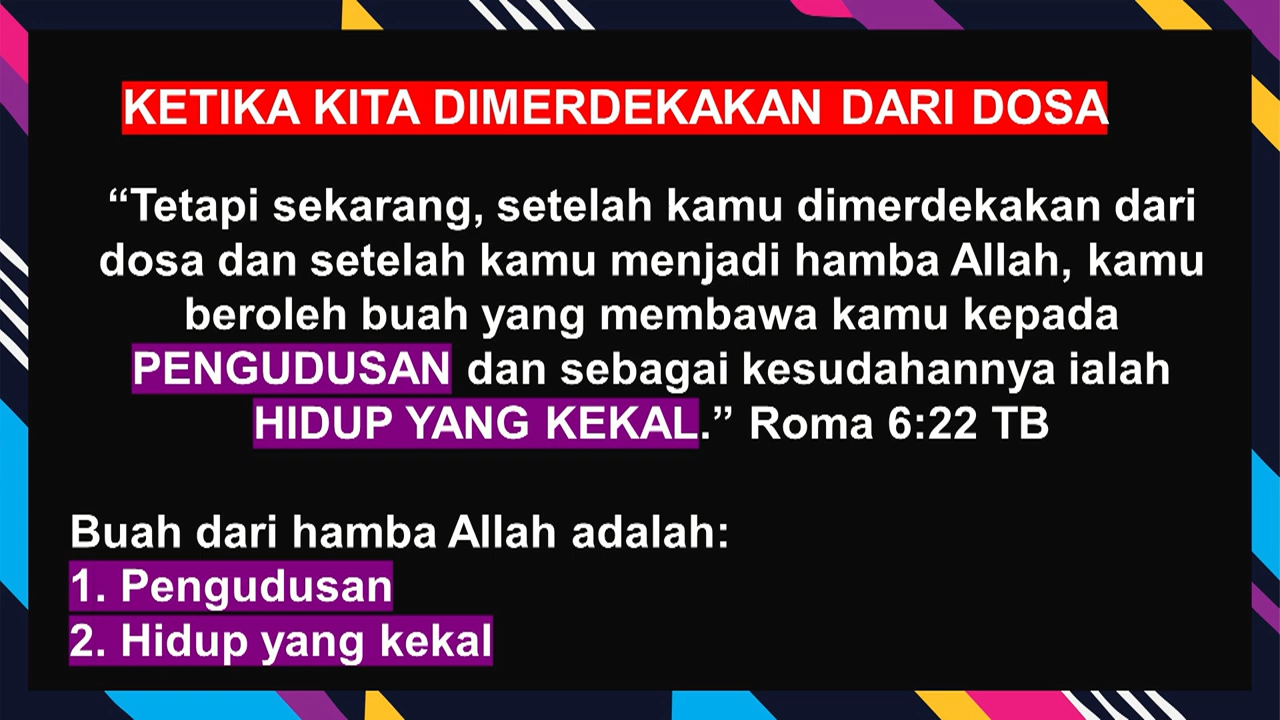 KETIKA KITA DIMERDEKAKAN DARI DOSA
“Tetapi sekarang, setelah kamu dimerdekakan dari
dosa dan setelah kamu menjadi hamba Allah, kamu
beroleh buah yang membawa kamu kepada
PENGUDUSAN dan sebagai kesudahannya ialah
HIDUP YANG KEKAL.” Roma 6:22 TB
Buah dari hamba Allah adalah:
1. Pengudusan
2. Hidup yang kekal